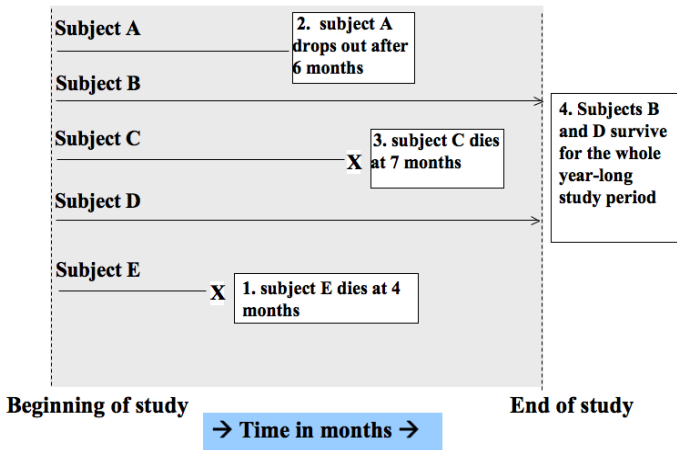 Subject A
2. subject A
drops out after
6 months
Subject B
4. Subjects B
and D survive
for the whole
year-long
study period
Subject C
X
3. subject C dies
at 7 months
Subject D
Subject E
X
1. subject E dies at 4
months
Beginning of study
End of study
→ Time in months →